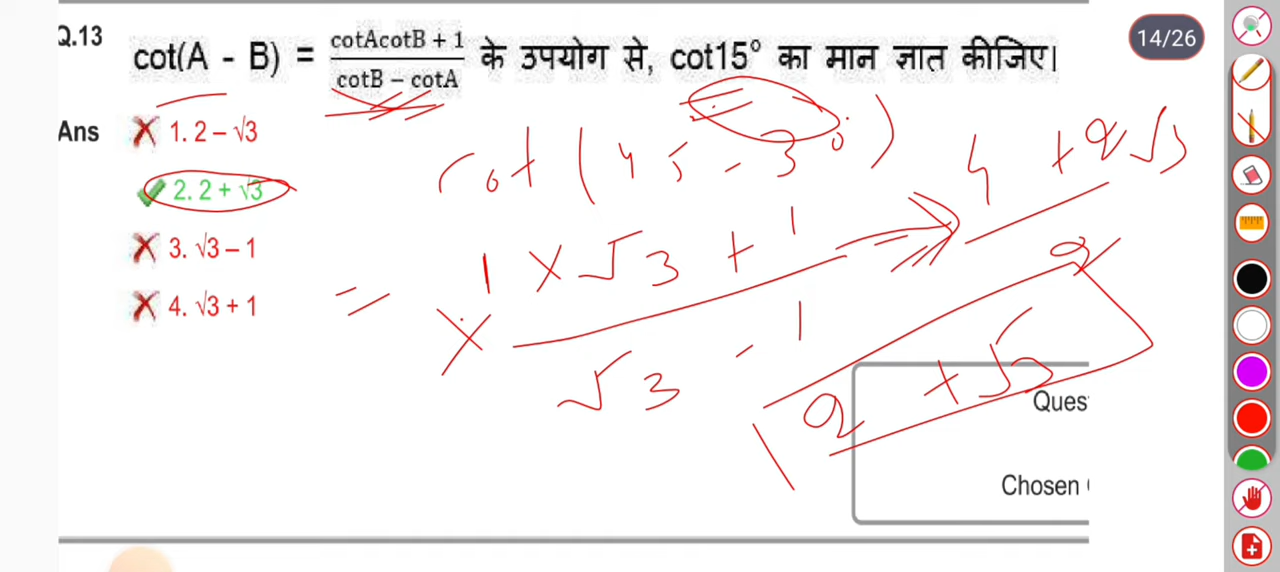 Q.13 cot(A - B) = cotAcotB + 1 / cotB – cotA के उपयोग से, cot15° का मान ज्ञात कीजिए।
14/26
Ans 1. 2 – √3
2. 2 + √3
3. √3 – 1
4. √3 + 1
cot (45 - 30)
= 1 × √3 + 1 / √3 - 1
4 + 2√3 / 2
2 + √3
Ques
Chosen